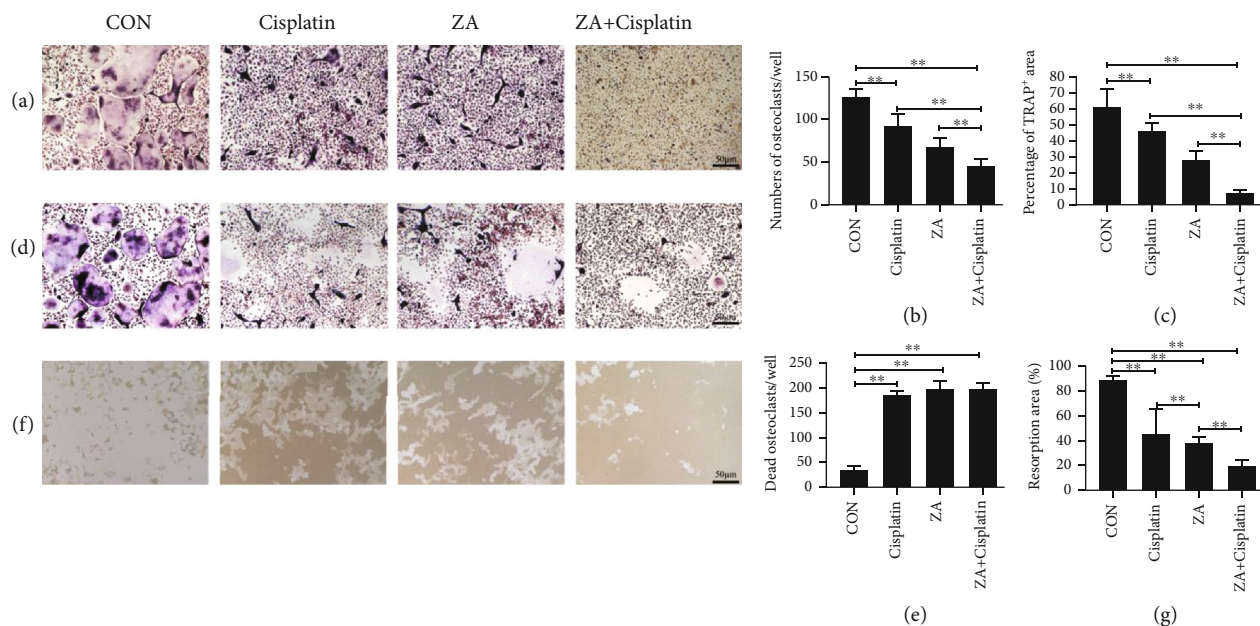 CON Cisplatin ZA ZA+Cisplatin
(a)
50μm
(d)
50μm
(f)
50μm
Numbers of osteoclasts/well
150
100
50
0
** ** ** **
CON Cisplatin ZA ZA+Cisplatin
(b)
Percentage of TRAP+ area
80
70
60
50
40
30
20
10
0
** ** ** **
CON Cisplatin ZA ZA+Cisplatin
(c)
Dead osteoclasts/well
250
200
150
100
50
0
** ** **
CON Cisplatin ZA ZA+Cisplatin
(e)
Resorption area (%)
100
80
60
40
20
0
** ** ** ** **
CON Cisplatin ZA ZA+Cisplatin
(g)